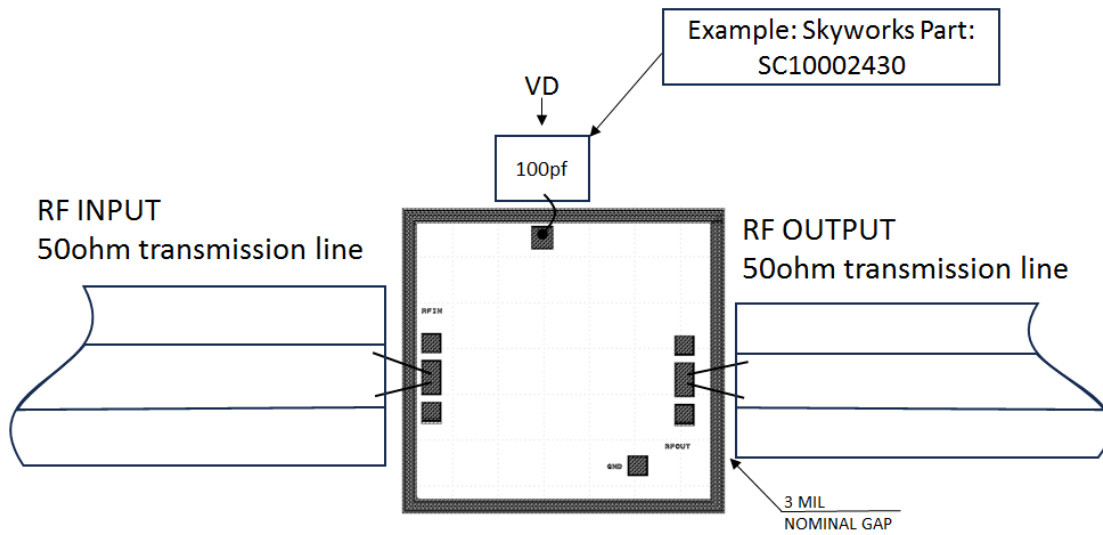 Example: Skyworks Part:
SC10002430
VD
100pf
RF INPUT
50ohm transmission line
RF OUTPUT
50ohm transmission line
RFIN
RFOUT
GND
3 MIL
NOMINAL GAP